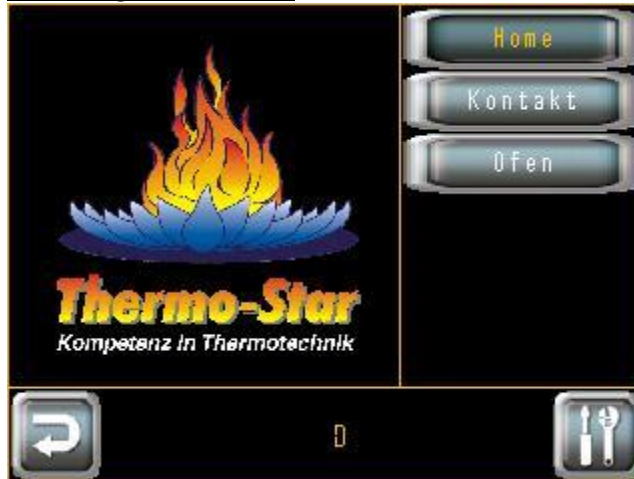 Home
Kontakt
Ofen
Thermo-Star
Kompetenz in Thermotechnik